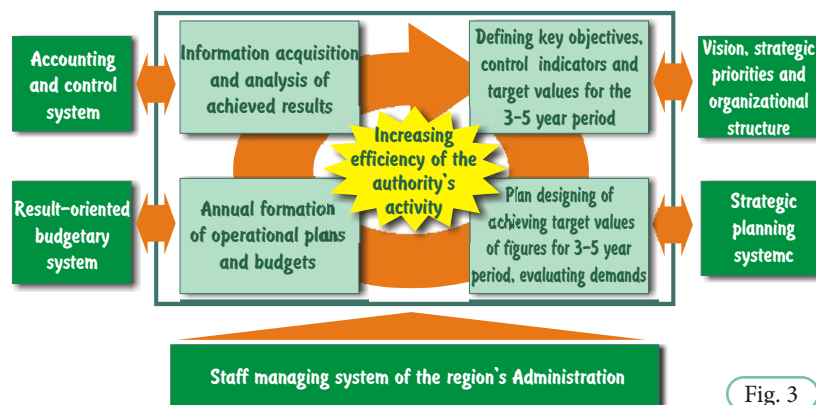 Accounting
and control
system
Information acquisition
and analysis of
achieved results
Defining key objectives,
control indicators and
target values for the
3-5 year period
Vision, strategic
priorities and
organizational
structure
Increasing
efficiency of the
authority's
activity
Result-oriented
budgetary
system
Annual formation
of operational plans
and budgets
Plan designing of
achieving target values
of figures for 3-5 year
period, evaluating demands
Strategic
planning
systemc
Staff managing system of the region's Administration
Fig. 3